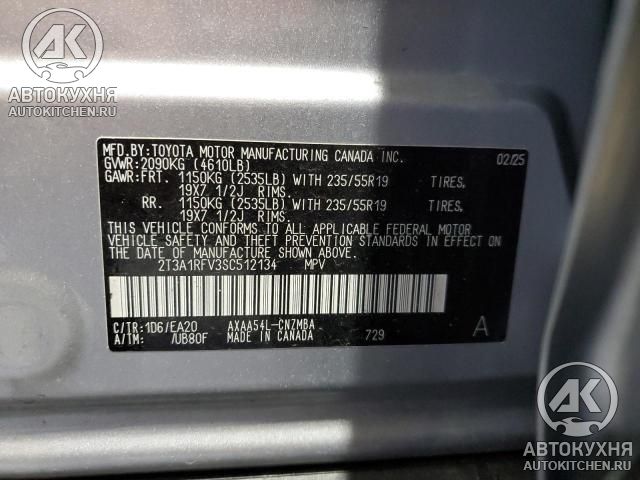 AK
АВТОКУХНЯ
AUTOKITCHEN.RU
MFD.BY:TOYOTA MOTOR MANUFACTURING CANADA INC. 02/25
GVWR:2090KG (4610LB)
GAWR:FRT. 1150KG (2535LB) WITH 235/55R19 TIRES,
19X7 1/2J RIMS.
RR. 1150KG (2535LB) WITH 235/55R19 TIRES,
19X7 1/2J RIMS.
THIS VEHICLE CONFORMS TO ALL APPLICABLE FEDERAL MOTOR
VEHICLE SAFETY AND THEFT PREVENTION STANDARDS IN EFFECT ON
THE DATE OF MANUFACTURE SHOWN ABOVE.
2T3A1RFV3SC512134 MPV
C/TR:1D6/EA20 AXAA54L-CNZMBA A
A/TM: /UB80F MADE IN CANADA 729
AK
АВТОКУХНЯ
AUTOKITCHEN.RU